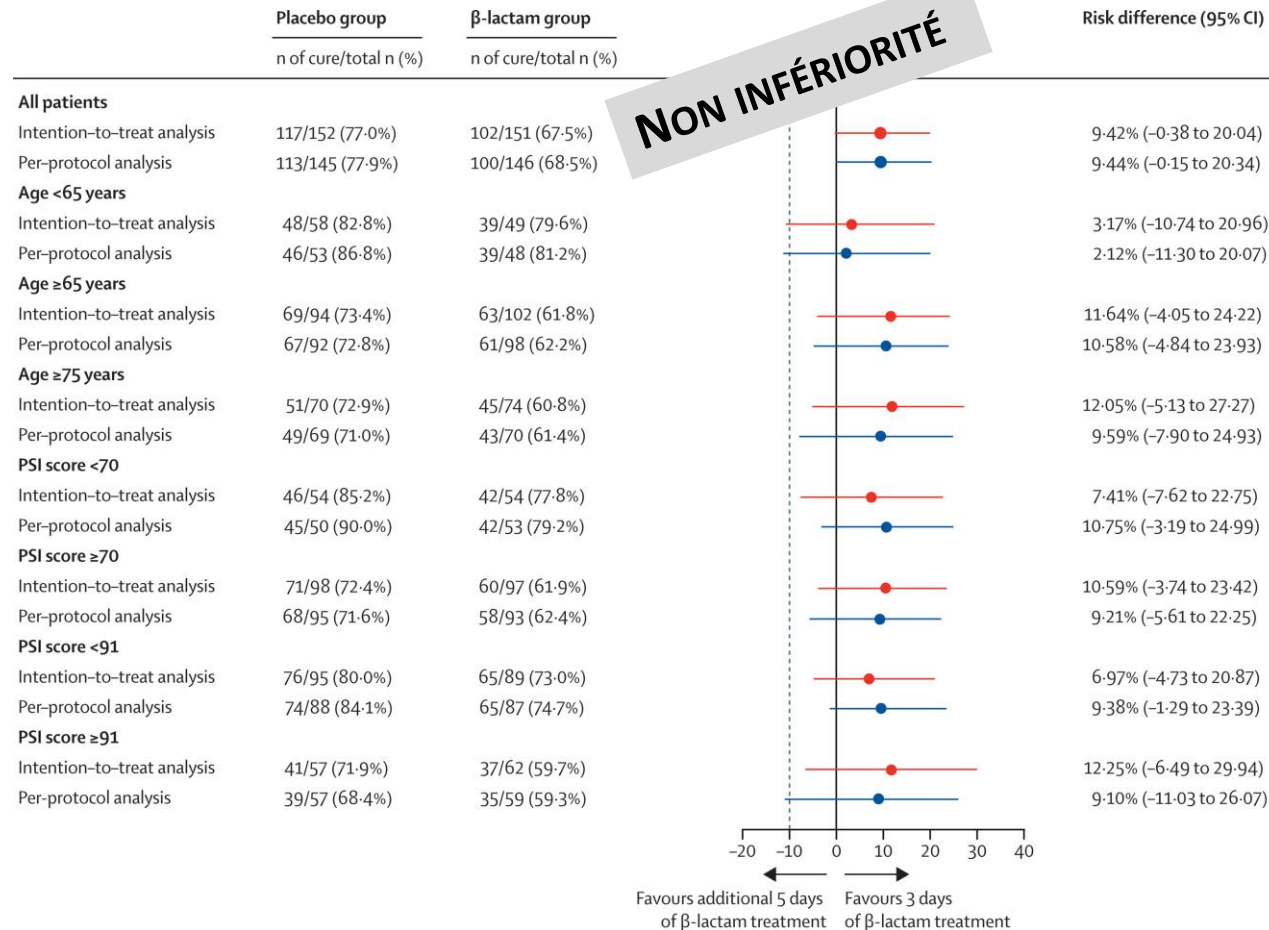 Placebo group β-lactam group Risk difference (95% CI)
n of cure/total n (%) n of cure/total n (%)
NON INFÉRIORITÉ
All patients
Intention-to-treat analysis 117/152 (77·0%) 102/151 (67·5%) 9·42% (–0·38 to 20·04)
Per-protocol analysis 113/145 (77·9%) 100/146 (68·5%) 9·44% (–0·15 to 20·34)
Age <65 years
Intention-to-treat analysis 48/58 (82·8%) 39/49 (79·6%) 3·17% (–10·74 to 20·96)
Per-protocol analysis 46/53 (86·8%) 39/48 (81·2%) 2·12% (–11·30 to 20·07)
Age ≥65 years
Intention-to-treat analysis 69/94 (73·4%) 63/102 (61·8%) 11·64% (–4·05 to 24·22)
Per-protocol analysis 67/92 (72·8%) 61/98 (62·2%) 10·58% (–4·84 to 23·93)
Age ≥75 years
Intention-to-treat analysis 51/70 (72·9%) 45/74 (60·8%) 12·05% (–5·13 to 27·27)
Per-protocol analysis 49/69 (71·0%) 43/70 (61·4%) 9·59% (–7·90 to 24·93)
PSI score <70
Intention-to-treat analysis 46/54 (85·2%) 42/54 (77·8%) 7·41% (–7·62 to 22·75)
Per-protocol analysis 45/50 (90·0%) 42/53 (79·2%) 10·75% (–3·19 to 24·99)
PSI score ≥70
Intention-to-treat analysis 71/98 (72·4%) 60/97 (61·9%) 10·59% (–3·74 to 23·42)
Per-protocol analysis 68/95 (71·6%) 58/93 (62·4%) 9·21% (–5·61 to 22·25)
PSI score <91
Intention-to-treat analysis 76/95 (80·0%) 65/89 (73·0%) 6·97% (–4·73 to 20·87)
Per-protocol analysis 74/88 (84·1%) 65/87 (74·7%) 9·38% (–1·29 to 23·39)
PSI score ≥91
Intention-to-treat analysis 41/57 (71·9%) 37/62 (59·7%) 12·25% (–6·49 to 29·94)
Per-protocol analysis 39/57 (68·4%) 35/59 (59·3%) 9·10% (–11·03 to 26·07)
–20 –10 0 10 20 30 40
Favours additional 5 days Favours 3 days
of β-lactam treatment of β-lactam treatment